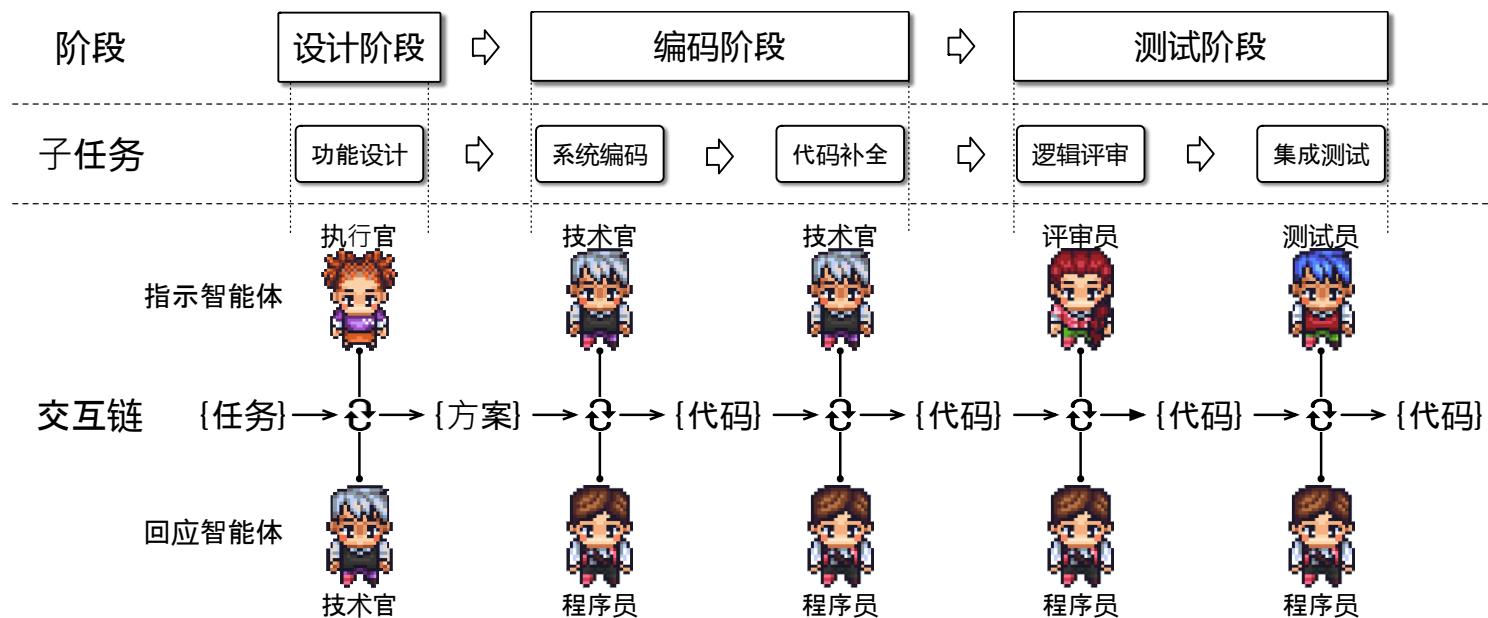 阶段 设计阶段 编码阶段 测试阶段
子任务 功能设计 系统编码 代码补全 逻辑评审 集成测试
执行官 技术官 技术官 评审员 测试员
指示智能体
交互链 {任务} {方案} {代码} {代码} {代码} {代码}
回应智能体
技术官 程序员 程序员 程序员 程序员